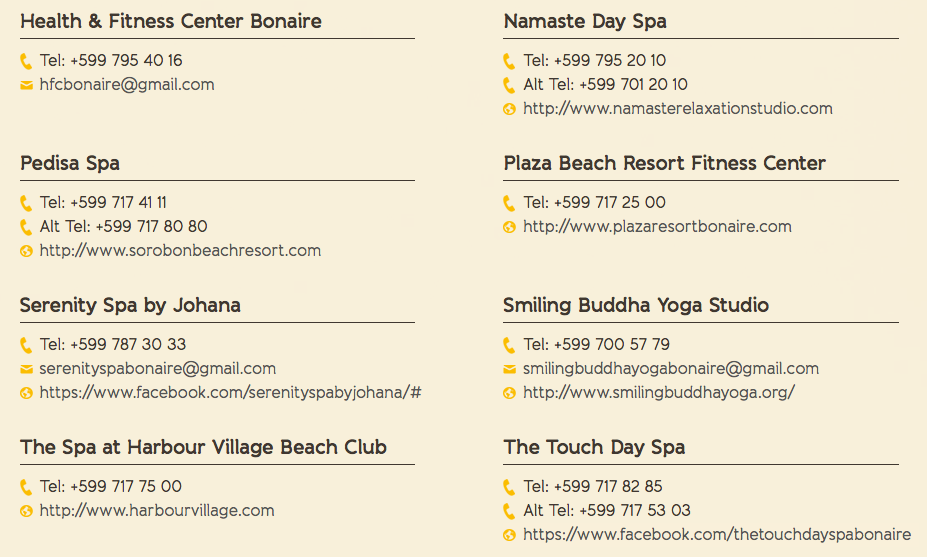 Health & Fitness Center Bonaire
Tel: +599 795 40 16
hfcbonaire@gmail.com
Namaste Day Spa
Tel: +599 795 20 10
Alt Tel: +599 701 20 10
http://www.namasterelaxationstudio.com
Pedisa Spa
Tel: +599 717 41 11
Alt Tel: +599 717 80 80
http://www.sorobonbeachresort.com
Plaza Beach Resort Fitness Center
Tel: +599 717 25 00
http://www.plazaresortbonaire.com
Serenity Spa by Johana
Tel: +599 787 30 33
serenityspabonaire@gmail.com
https://www.facebook.com/serenityspabyjohana/#
Smiling Buddha Yoga Studio
Tel: +599 700 57 79
smilingbuddhayogabonaire@gmail.com
http://www.smilingbuddhayoga.org/
The Spa at Harbour Village Beach Club
Tel: +599 717 75 00
http://www.harbourvillage.com
The Touch Day Spa
Tel: +599 717 82 85
Alt Tel: +599 717 53 03
https://www.facebook.com/thetouchdayspabonaire